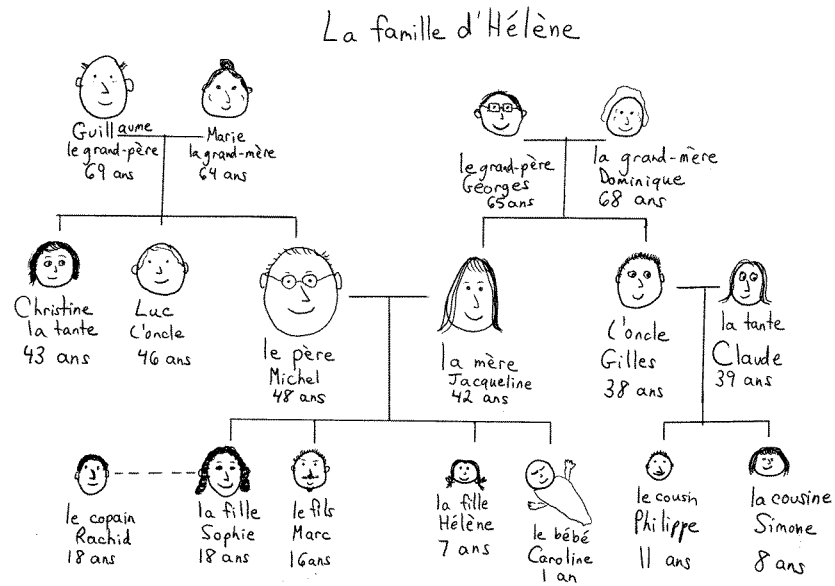 La famille d'Hélène
Guillaume
le grand-père
69 ans
Marie
la grand-mère
64 ans
le grand-père
Georges
65 ans
la grand-mère
Dominique
68 ans
Christine
la tante
43 ans
Luc
L'oncle
46 ans
le père
Michel
48 ans
la mère
Jacqueline
42 ans
L'oncle
Gilles
38 ans
la tante
Claude
39 ans
le copain
Rachid
18 ans
la fille
Sophie
18 ans
le fils
Marc
16 ans
la fille
Hélène
7 ans
le bébé
Caroline
1 an
le cousin
Philippe
11 ans
la cousine
Simone
8 ans